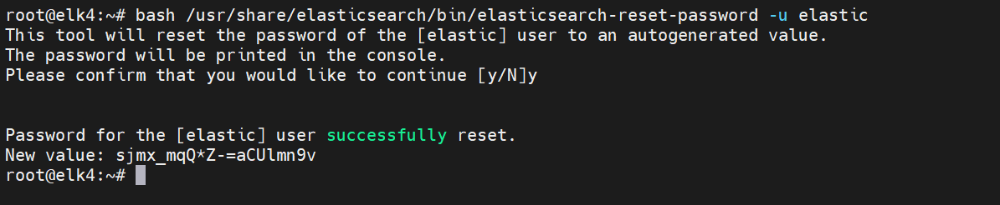 root@elk4:~# bash /usr/share/elasticsearch/bin/elasticsearch-reset-password -u elastic
This tool will reset the password of the [elastic] user to an autogenerated value.
The password will be printed in the console.
Please confirm that you would like to continue [y/N]y
Password for the [elastic] user successfully reset.
New value: sjmx_mqQ*Z-=aCUlmn9v
root@elk4:~#